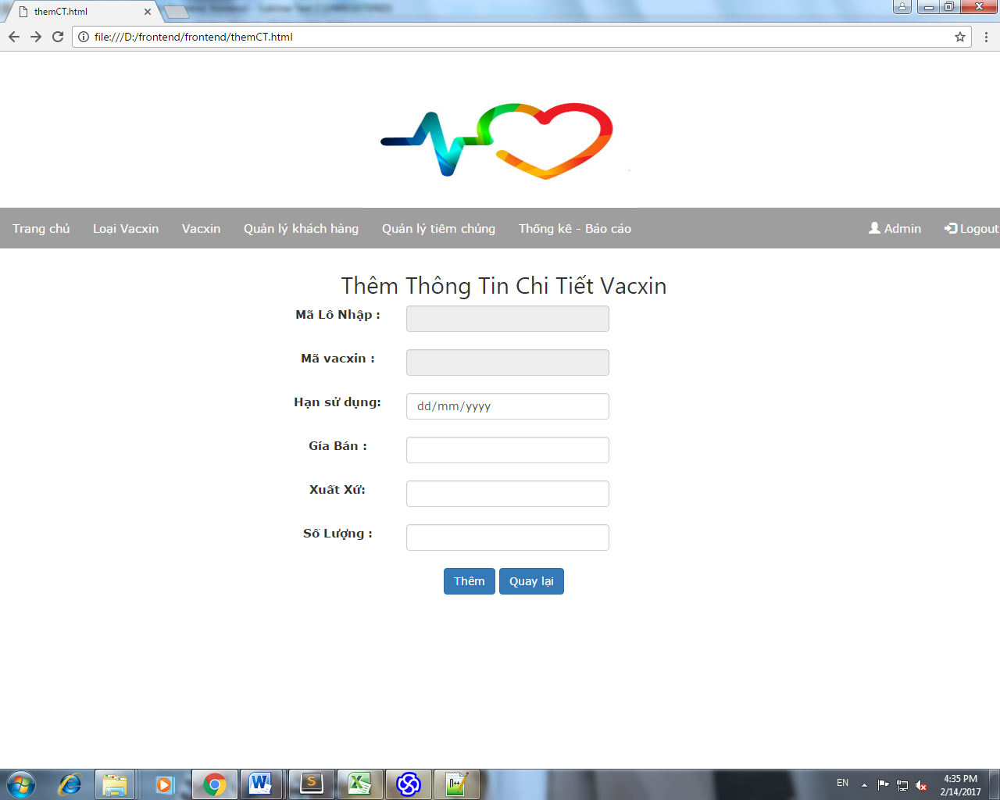 themCT.html
file:///D:/frontend/frontend/themCT.html
Trang chủ Loại Vacxin Vacxin Quản lý khách hàng Quản lý tiêm chủng Thống kê - Báo cáo Admin Logout
Thêm Thông Tin Chi Tiết Vacxin
Mã Lô Nhập :
Mã vacxin :
Hạn sử dụng: dd/mm/yyyy
Gía Bán :
Xuất Xứ:
Số Lượng :
Thêm Quay lại
EN 4:35 PM
2/14/2017